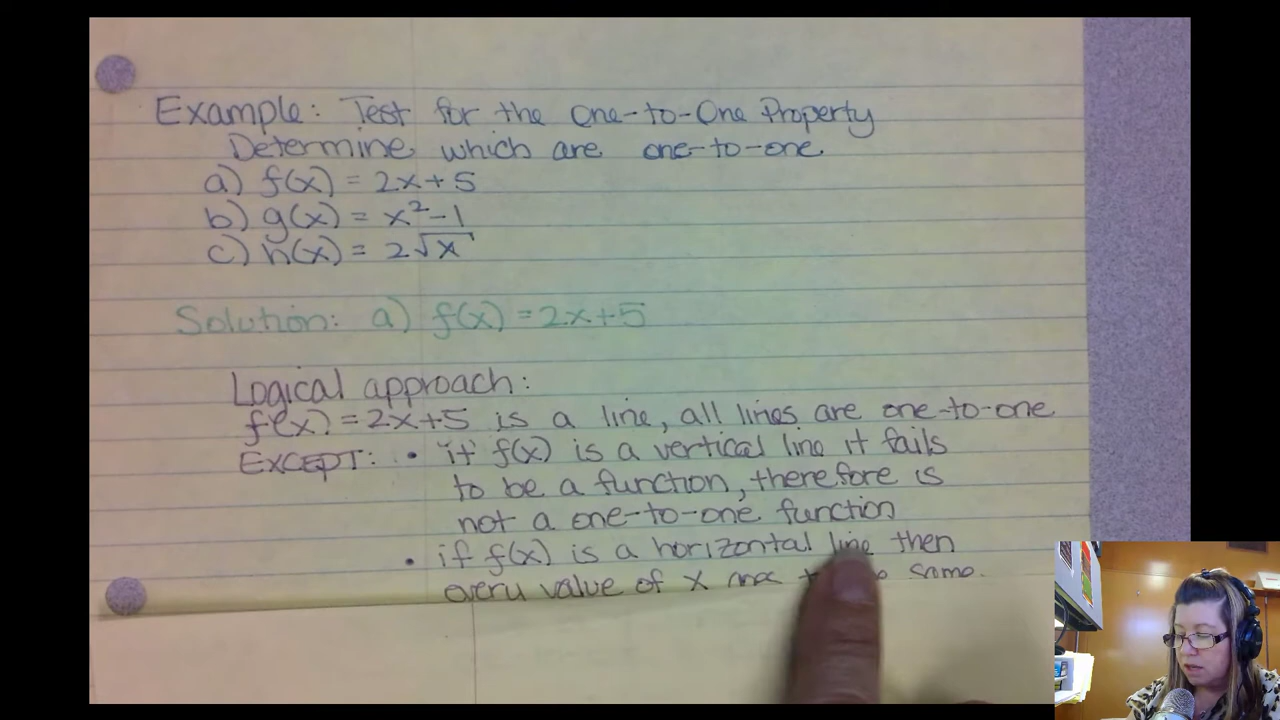 Example: Test for the One-to-One Property
Determine which are one-to-one
a) f(x) = 2x+5
b) g(x) = x²-1
c) h(x) = 2√x
Solution: a) f(x) = 2x+5
Logical approach:
f(x) = 2x+5 is a line, all lines are one-to-one
EXCEPT: • if f(x) is a vertical line it fails
to be a function, therefore is
not a one-to-one function
• if f(x) is a horizontal line then
every value of x same.